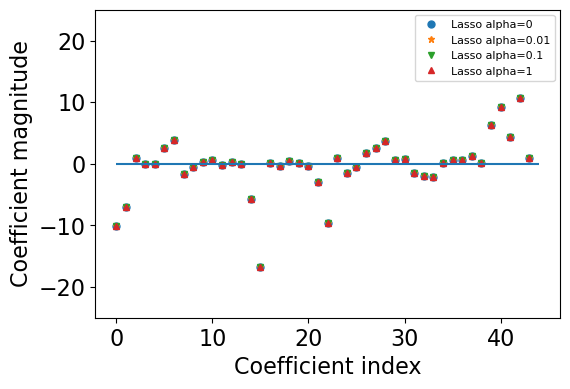 Lasso alpha=0
Lasso alpha=0.01
Lasso alpha=0.1
Lasso alpha=1
20
10
0
−10
−20
Coefficient magnitude
0 10 20 30 40
Coefficient index